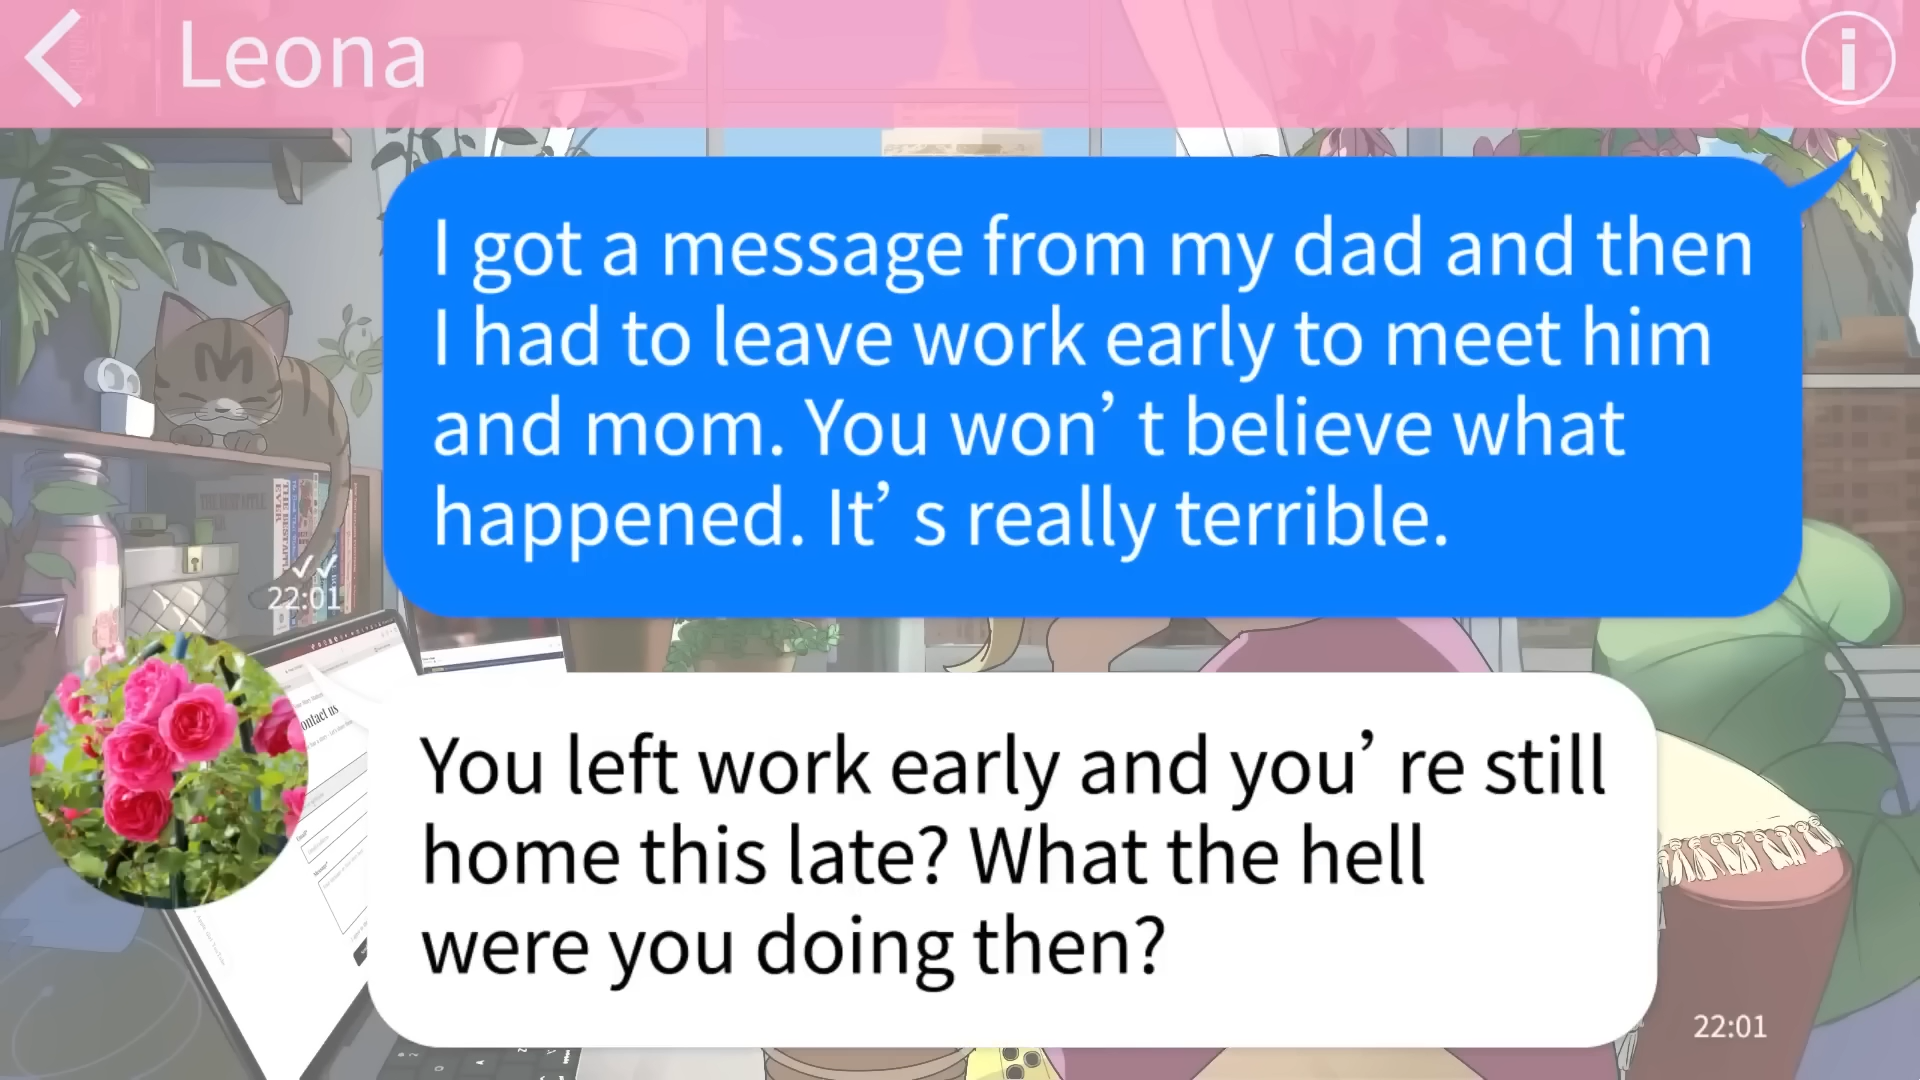 Leona
I got a message from my dad and then
I had to leave work early to meet him
and mom. You won’ t believe what
happened. It’ s really terrible.
22:01
You left work early and you’ re still
home this late? What the hell
were you doing then?
22:01